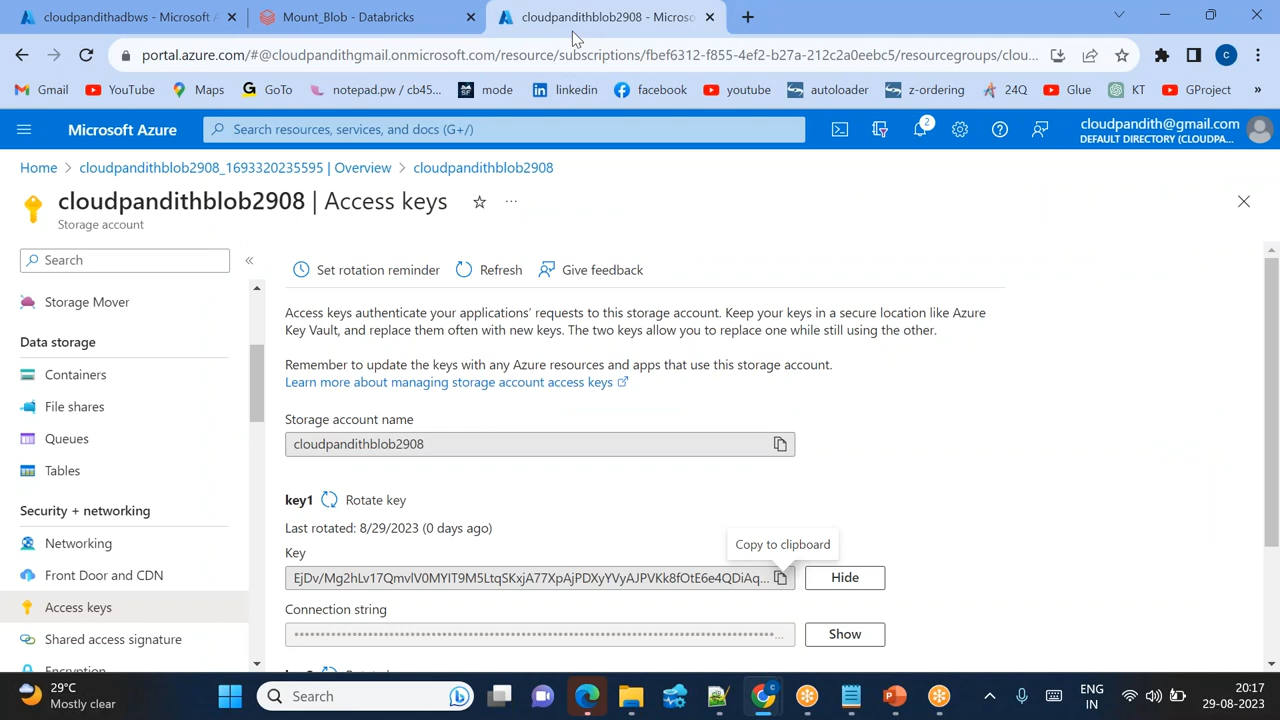 cloudpandithadbws - Microsoft A
Mount_Blob - Databricks
cloudpandithblob2908 - Microso
portal.azure.com/#@cloudpandithgmail.onmicrosoft.com/resource/subscriptions/fbef6312-f855-4ef2-b27a-212c2a0eebc5/resourcegroups/clou...
Gmail
YouTube
Maps
GoTo
notepad.pw / cb45...
mode
linkedin
facebook
youtube
autoloader
z-ordering
24Q
Glue
KT
GProject
»
Microsoft Azure
Search resources, services, and docs (G+/)
2
cloudpandith@gmail.com
DEFAULT DIRECTORY (CLOUDPA...
Home > cloudpandithblob2908_1693320235595 | Overview > cloudpandithblob2908
cloudpandithblob2908 | Access keys
Storage account
Search
Storage Mover
Data storage
Containers
File shares
Queues
Tables
Security + networking
Networking
Front Door and CDN
Access keys
Shared access signature
Encryption
Set rotation reminder
Refresh
Give feedback
Access keys authenticate your applications' requests to this storage account. Keep your keys in a secure location like Azure
Key Vault, and replace them often with new keys. The two keys allow you to replace one while still using the other.
Remember to update the keys with any Azure resources and apps that use this storage account.
Learn more about managing storage account access keys
Storage account name
cloudpandithblob2908
key1
Rotate key
Last rotated: 8/29/2023 (0 days ago)
Copy to clipboard
Key
Hide
Connection string
Show
29°C
Mostly clear
Search
ENG
IN
20:17
29-08-2023